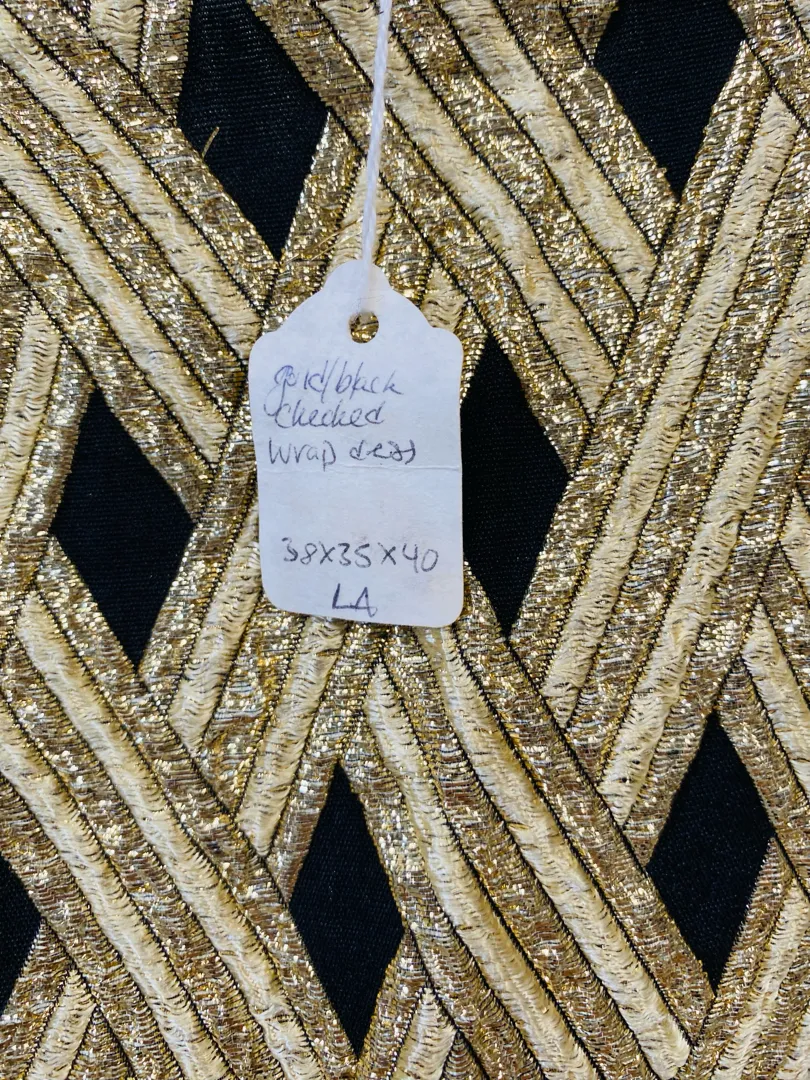 gold/black
checked
wrap dress
38X35X40
LA